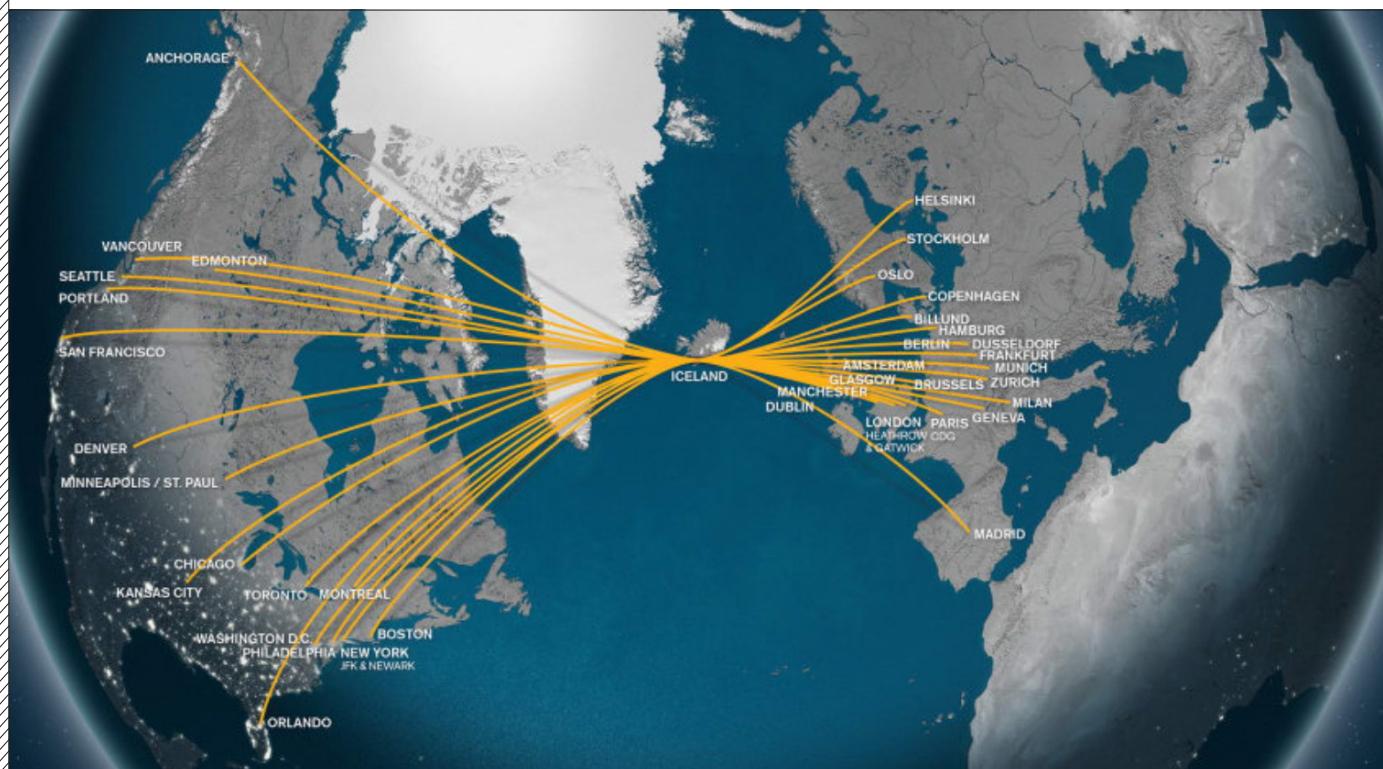 ANCHORAGE
VANCOUVER
EDMONTON
SEATTLE
PORTLAND
SAN FRANCISCO
DENVER
MINNEAPOLIS / ST. PAUL
CHICAGO
KANSAS CITY
TORONTO
MONTREAL
WASHINGTON D.C.
BOSTON
PHILADELPHIA
NEW YORK
JFK & NEWARK
ORLANDO
ICELAND
HELSINKI
STOCKHOLM
OSLO
COPENHAGEN
BILLUND
HAMBURG
BERLIN
DUSSELDORF
FRANKFURT
AMSTERDAM
MUNICH
GLASGOW
BRUSSELS
ZURICH
MANCHESTER
DUBLIN
MILAN
LONDON
HEATHROW
& GATWICK
PARIS
CDG
GENEVA
MADRID